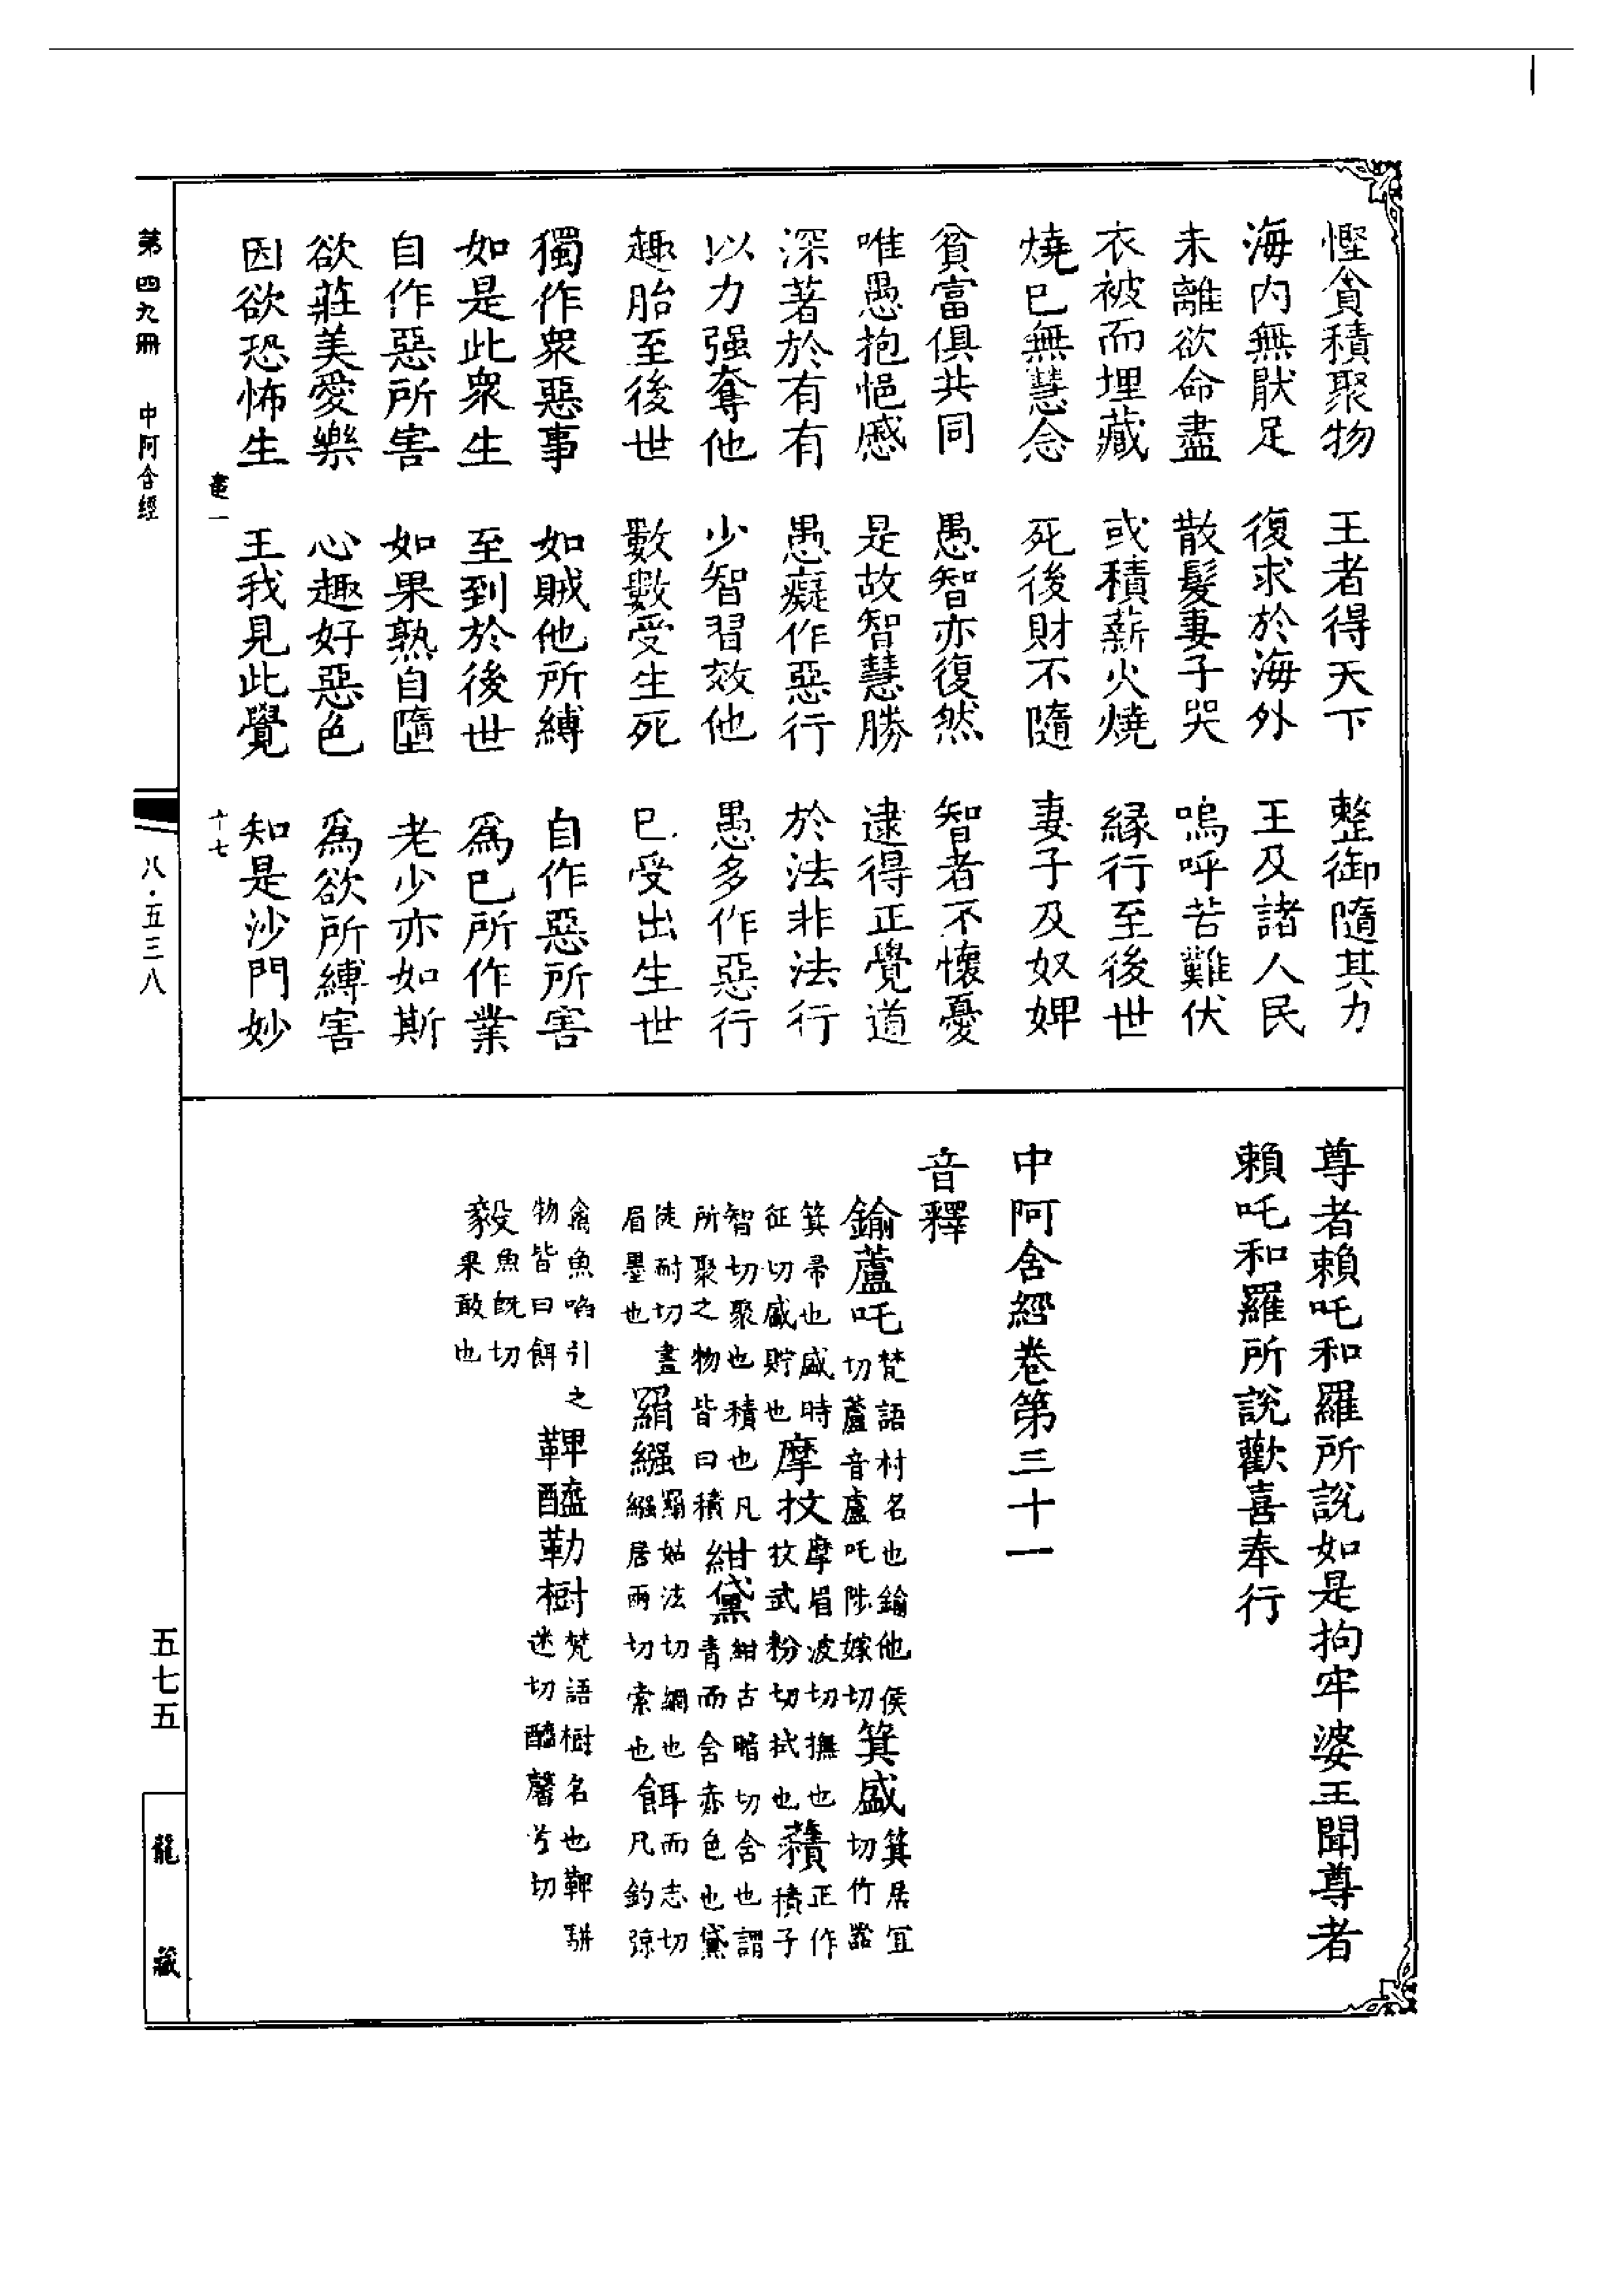 慳貪積聚物　王者得天下　整御隨其力
海內無猒足　復求於海外　王及諸人民
未離欲命盡　散髮妻子哭　嗚呼苦難伏
衣被而埋藏　或積薪火燒　緣行至後世
燒已無慧念　死後財不隨　妻子及奴婢
貧富俱共同　愚智亦復然　智者不懷憂
唯愚抱悒慼　是故智慧勝　逮得正覺道
深著於有有　愚癡作惡行　於法非法行
以力强奪他　少智習效他　愚多作惡行
趣胎至後世　數數受生死　已受出生世
獨作衆惡事　如賊他所縛　自作惡所害
如是此衆生　至到於後世　爲已所作業
自作惡所害　如果熟自墮　老少亦如斯
欲莊美愛樂　心趣好惡色　爲欲所縛害
因欲恐怖生　王我見此覺　知是沙門妙
十七
尊者賴吒和羅所說如是拘牢婆王聞尊者
賴吒和羅所說歡喜奉行
中阿含經卷第三十一
音釋
鍮蘆吒 梵語村名也鍮他侯切蘆音盧吒陟嫁切 箕盛 箕居宜切竹器
箕帚也盛時征切盛貯也 摩抆 摩眉波切撫也抆武粉切拭也 𧂐 正作積子
智切聚也積也凡所聚之物皆曰積 紺黛 紺古暗切含也謂青而含赤色也黛
徒耐切畫眉墨也 羂繦 羂姑法切網也繦居兩切索也 餌 而志切凡釣餌
禽魚啗引之物皆曰餌 鞞醯勒樹 梵語樹名也鞞騈迷切醯馨兮切
毅 魚旣切果敢也
第四九冊　中阿含經
八·五三八
五七五
龍藏